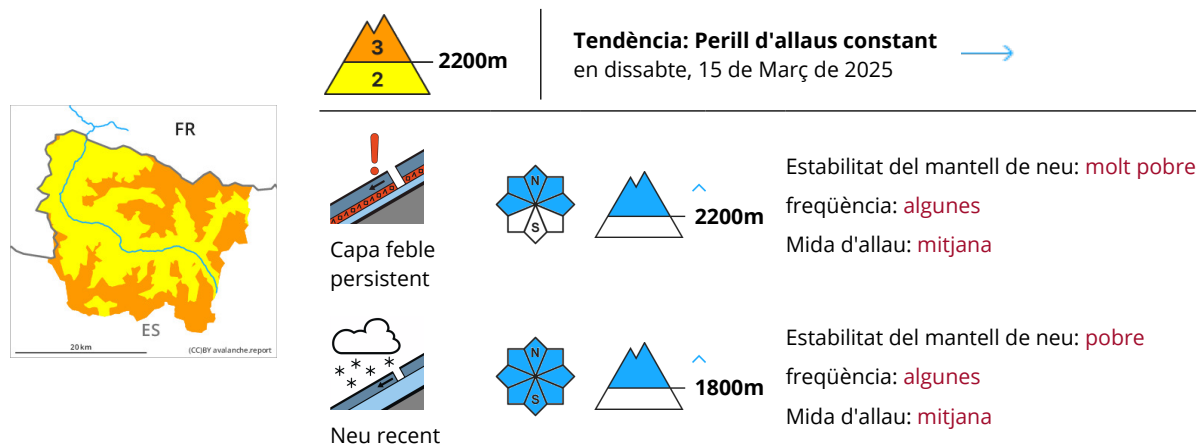 3
2
2200m
Tendència: Perill d'allaus constant
en dissabte, 15 de Març de 2025
FR
ES
20 km
(CC)BY avalanche.report
Capa feble
persistent
N
S
2200m
Estabilitat del mantell de neu: molt pobre
freqüència: algunes
Mida d'allau: mitjana
Neu recent
N
S
1800m
Estabilitat del mantell de neu: pobre
freqüència: algunes
Mida d'allau: mitjana